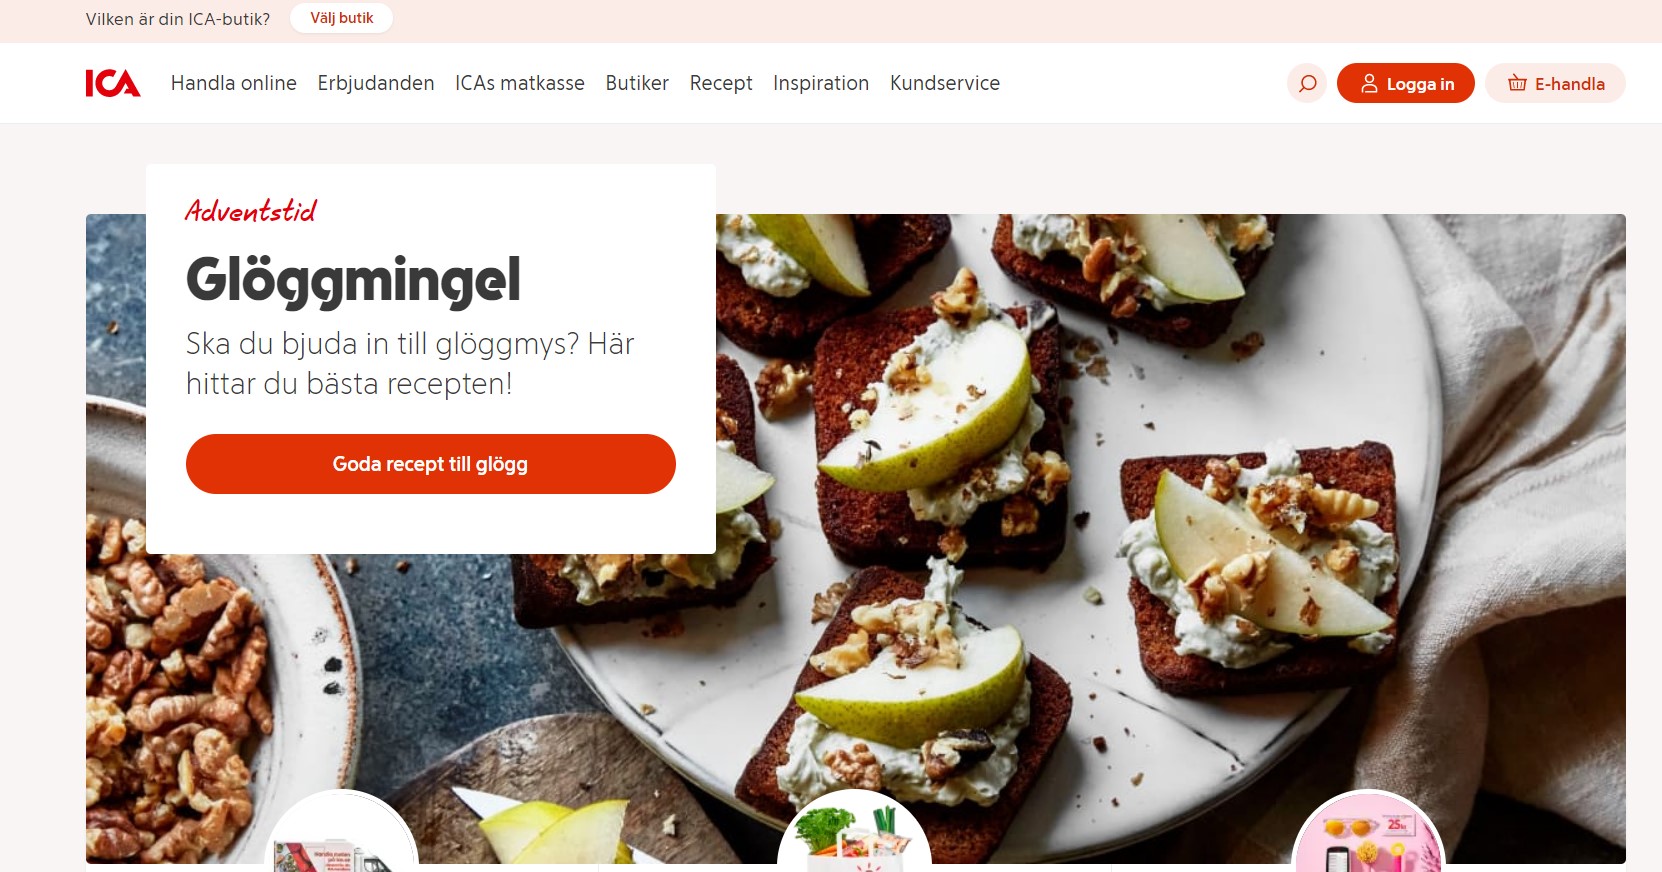 Vilken är din ICA-butik? Välj butik
ICA Handla online Erbjudanden ICAs matkasse Butiker Recept Inspiration Kundservice Logga in E-handla
Adventstid
Glöggmingel
Ska du bjuda in till glöggmys? Här
hittar du bästa recepten!
Goda recept till glögg
25kr